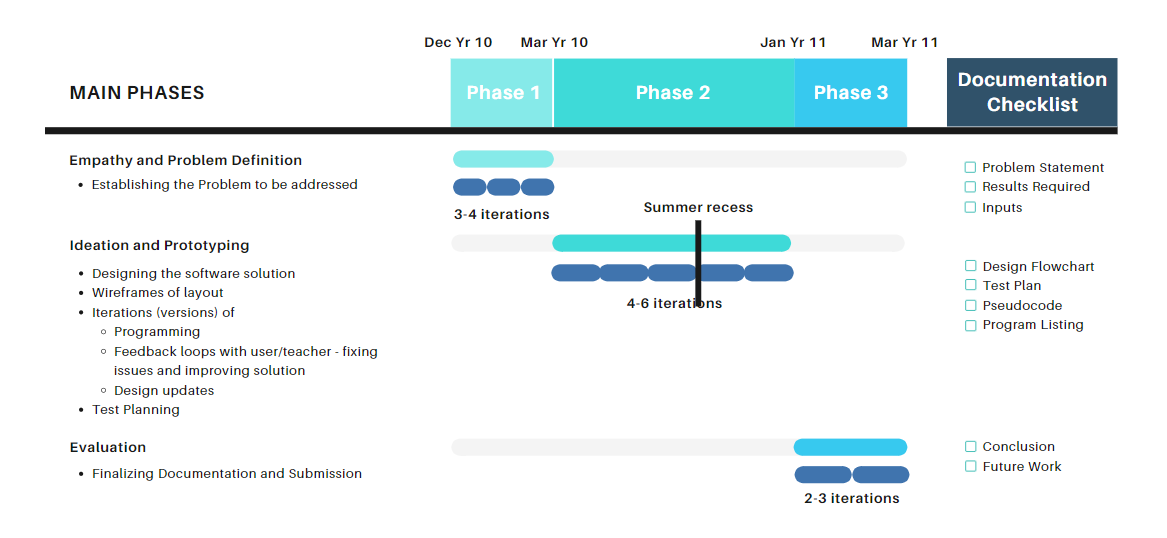 Dec Yr 10 Mar Yr 10 Jan Yr 11 Mar Yr 11
MAIN PHASES Phase 1 Phase 2 Phase 3
Documentation
Checklist
Empathy and Problem Definition
• Establishing the Problem to be addressed
3-4 iterations
Problem Statement
Results Required
Inputs
Summer recess
Ideation and Prototyping
• Designing the software solution
• Wireframes of layout
• Iterations (versions) of
◦ Programming
◦ Feedback loops with user/teacher - fixing
issues and improving solution
◦ Design updates
• Test Planning
4-6 iterations
Design Flowchart
Test Plan
Pseudocode
Program Listing
Evaluation
• Finalizing Documentation and Submission
2-3 iterations
Conclusion
Future Work